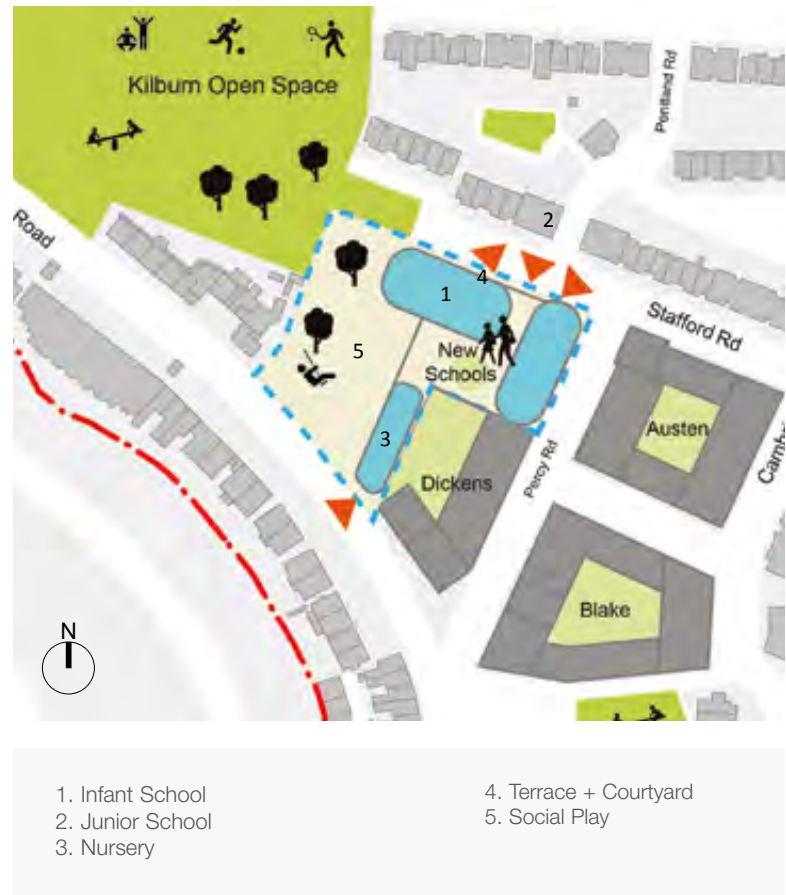 Kilburn Open Space
Pentland Rd
Road
2
4
1
5
New
Schools
Stafford Rd
3
Austen
Dickens
Percy Rd
Blake
N
1. Infant School
2. Junior School
3. Nursery
4. Terrace + Courtyard
5. Social Play